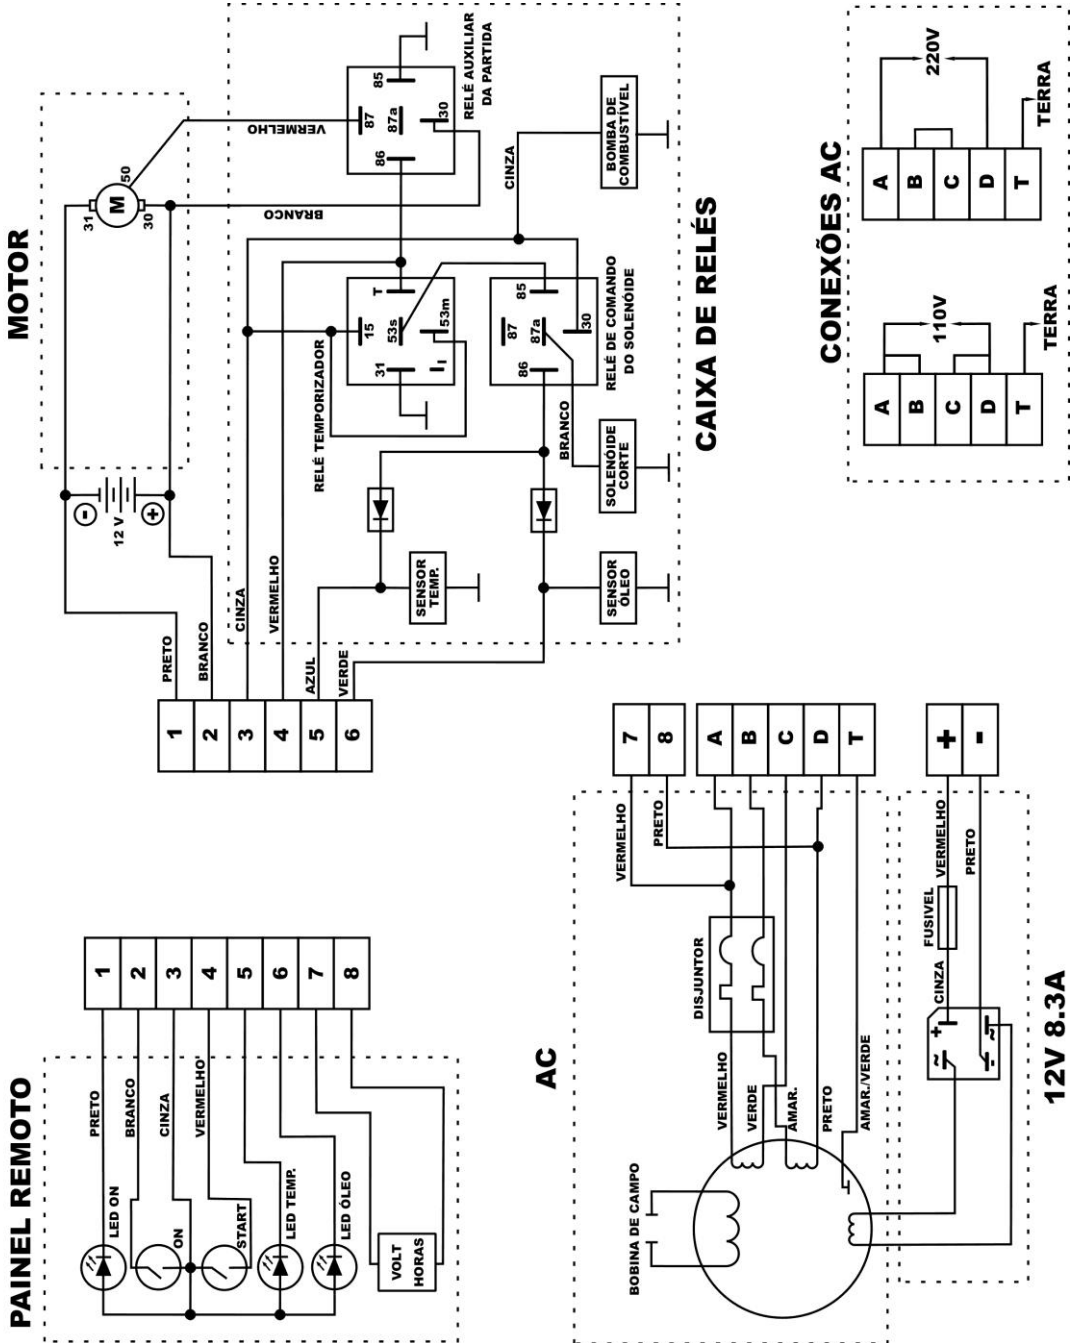 PAINEL REMOTO
LED ON
ON
START
LED TEMP.
LED ÓLEO
VOLT
HORAS
PRETO
BRANCO
CINZA
VERMELHO
1
2
3
4
5
6
7
8
MOTOR
12 V
-
+
M
31
30
50
1
2
3
4
5
6
PRETO
BRANCO
CINZA
VERMELHO
AZUL
VERDE
VERMELHO
BRANCO
RELÉ TEMPORIZADOR
31
15
53s
53m
T
I₁
86
87
87a
85
30
RELÉ AUXILIAR
DA PARTIDA
SENSOR
TEMP.
86
87
87a
85
30
RELÉ DE COMANDO
DO SOLENÓIDE
BRANCO
CINZA
SENSOR
ÓLEO
SOLENÓIDE
CORTE
BOMBA DE
COMBUSTÍVEL
CAIXA DE RELÉS
AC
BOBINA DE CAMPO
DISJUNTOR
VERMELHO
VERDE
AMAR.
PRETO
AMAR./VERDE
VERMELHO
PRETO
7
8
A
B
C
D
T
CINZA
FUSIVEL
VERMELHO
PRETO
~
+
-
~
+
-
12V 8.3A
CONEXÕES AC
A
B
C
D
T
110V
TERRA
A
B
C
D
T
220V
TERRA